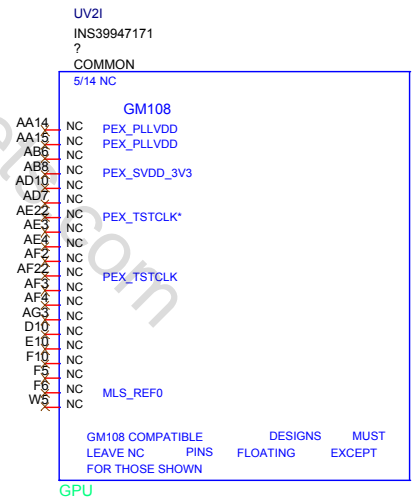 UV2I
INS39947171
?
COMMON
5/14 NC
GM108
AA14 NC PEX_PLLVDD
AA15 NC PEX_PLLVDD
AB6 NC
AB8 NC PEX_SVDD_3V3
AD10 NC
AD7 NC
AE22 NC PEX_TSTCLK*
AE3 NC
AE4 NC
AF2 NC
AF22 NC PEX_TSTCLK
AF3 NC
AF4 NC
AG3 NC
D10 NC
E10 NC
F10 NC
F5 NC
F6 NC MLS_REF0
W5 NC
GM108 COMPATIBLE DESIGNS MUST
LEAVE NC PINS FLOATING EXCEPT
FOR THOSE SHOWN
GPU